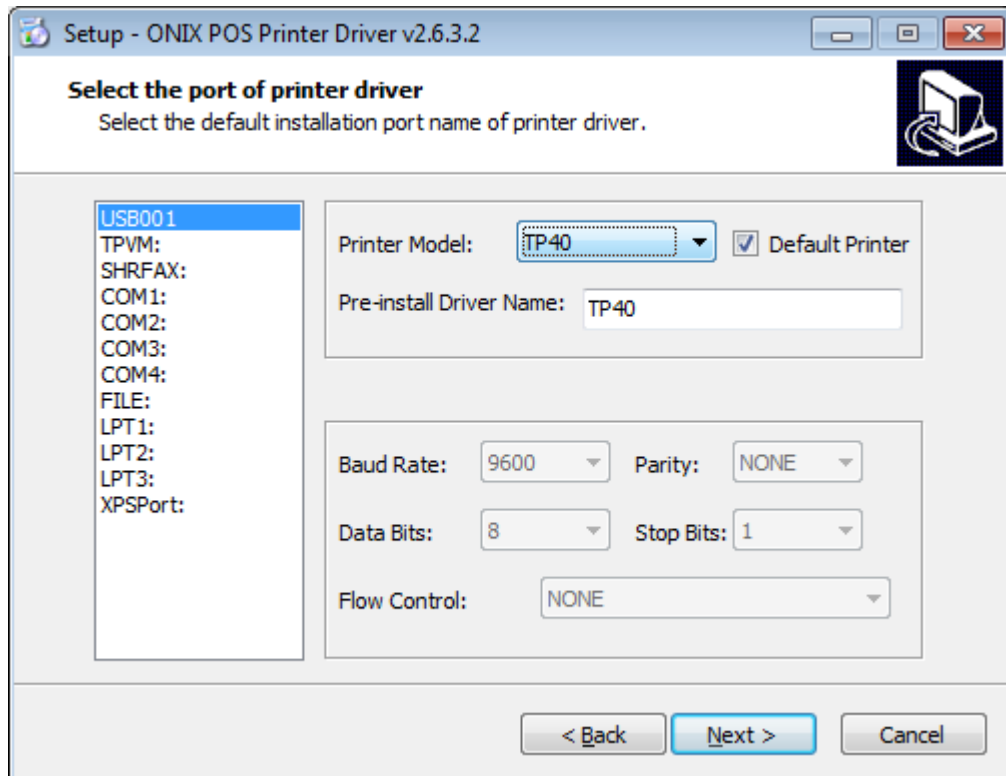 Setup - ONIX POS Printer Driver v2.6.3.2
Select the port of printer driver
Select the default installation port name of printer driver.
USB001
TPVM:
SHRFAX:
COM1:
COM2:
COM3:
COM4:
FILE:
LPT1:
LPT2:
LPT3:
XPSPort:
Printer Model: TP40 Default Printer
Pre-install Driver Name: TP40
Baud Rate: 9600 Parity: NONE
Data Bits: 8 Stop Bits: 1
Flow Control: NONE
< Back Next > Cancel